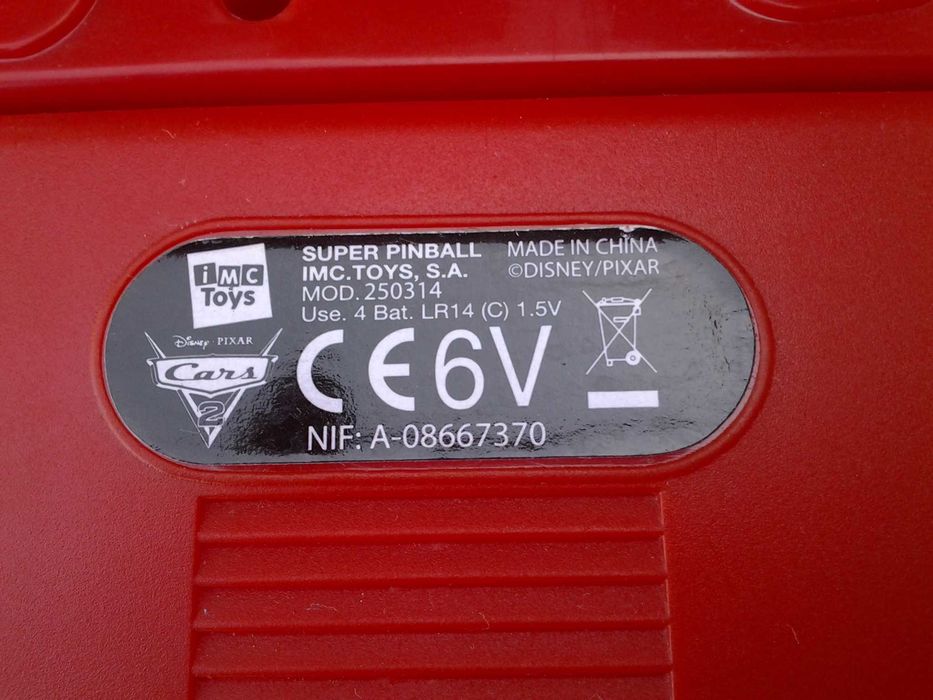 iMC
Toys
SUPER PINBALL
IMC.TOYS, S.A.
MOD. 250314
Use. 4 Bat. LR14 (C) 1.5V
MADE IN CHINA
©DISNEY/PIXAR
Disney · PIXAR
Cars
2
CE 6V
NIF: A-08667370